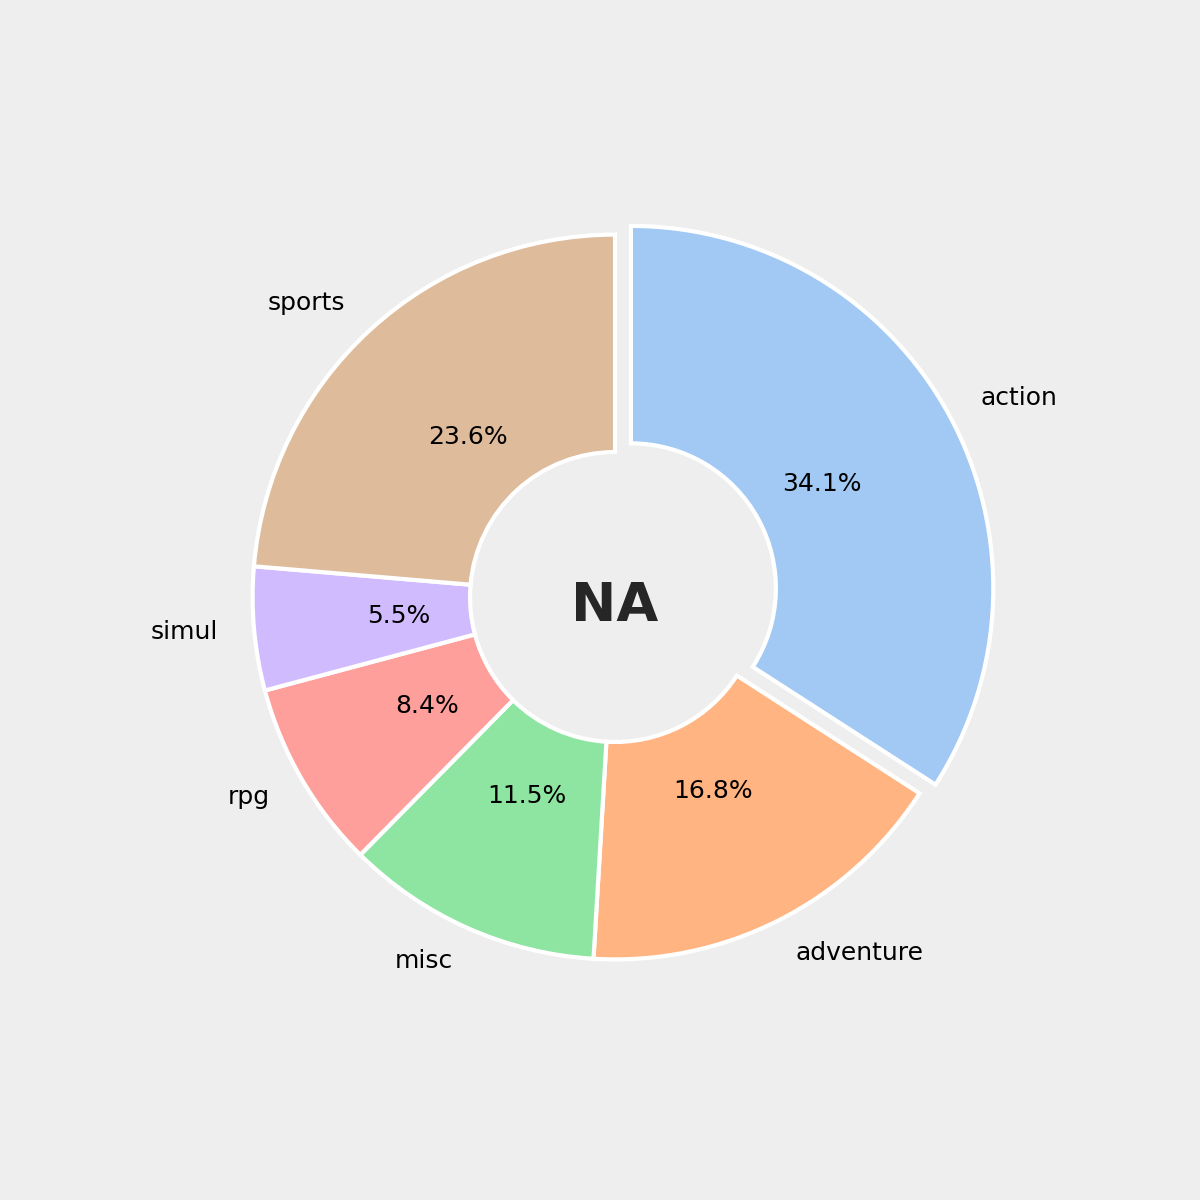 sports
action
23.6%
34.1%
NA
5.5%
simul
8.4%
rpg
11.5%
16.8%
misc
adventure